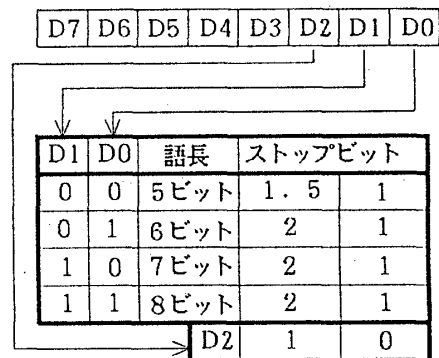 D7 D6 D5 D4 D3 D2 D1 D0
D1 D0 語長 ストップビット
0 0 5ビット 1.5 1
0 1 6ビット 2 1
1 0 7ビット 2 1
1 1 8ビット 2 1
D2 1 0